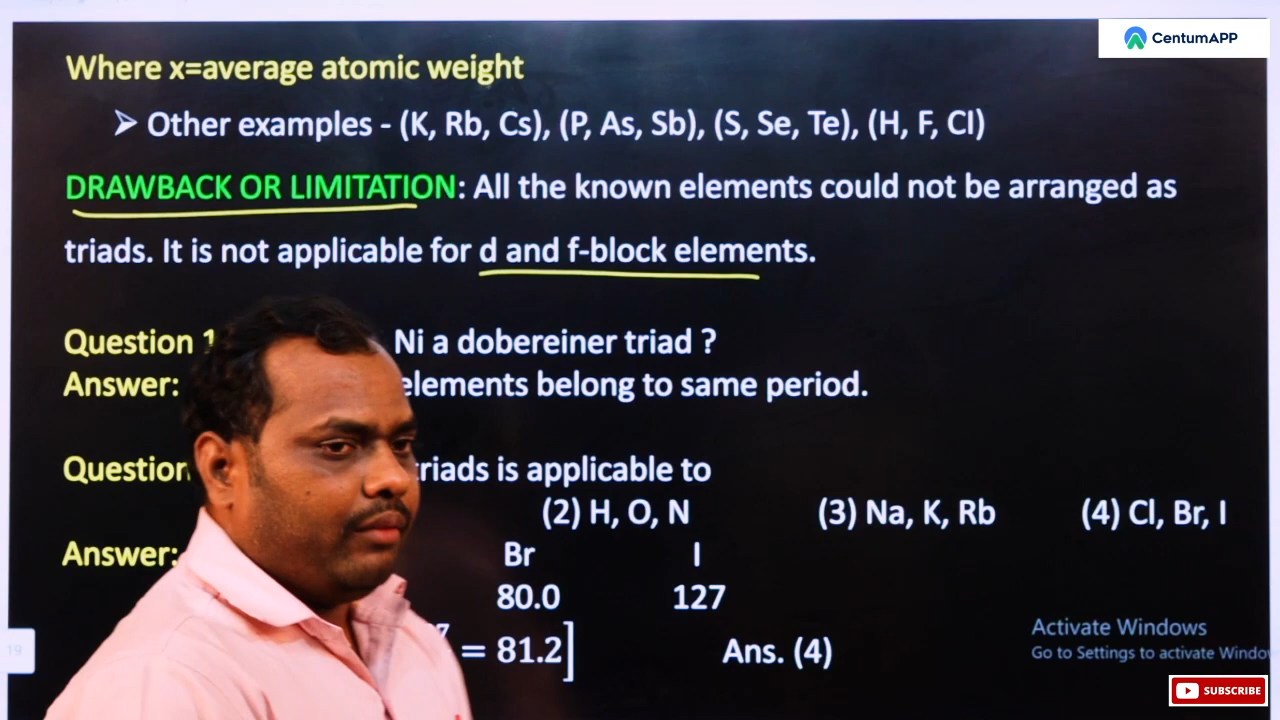 CentumAPP
Where x=average atomic weight
➢ Other examples - (K, Rb, Cs), (P, As, Sb), (S, Se, Te), (H, F, Cl)
DRAWBACK OR LIMITATION: All the known elements could not be arranged as
triads. It is not applicable for d and f-block elements.
Question 1 Ni a dobereiner triad ?
Answer: elements belong to same period.
Question triads is applicable to
(2) H, O, N (3) Na, K, Rb (4) Cl, Br, I
Answer: Br I
80.0 127
= 81.2] Ans. (4)
Activate Windows
Go to Settings to activate Windo
19
SUBSCRIBE